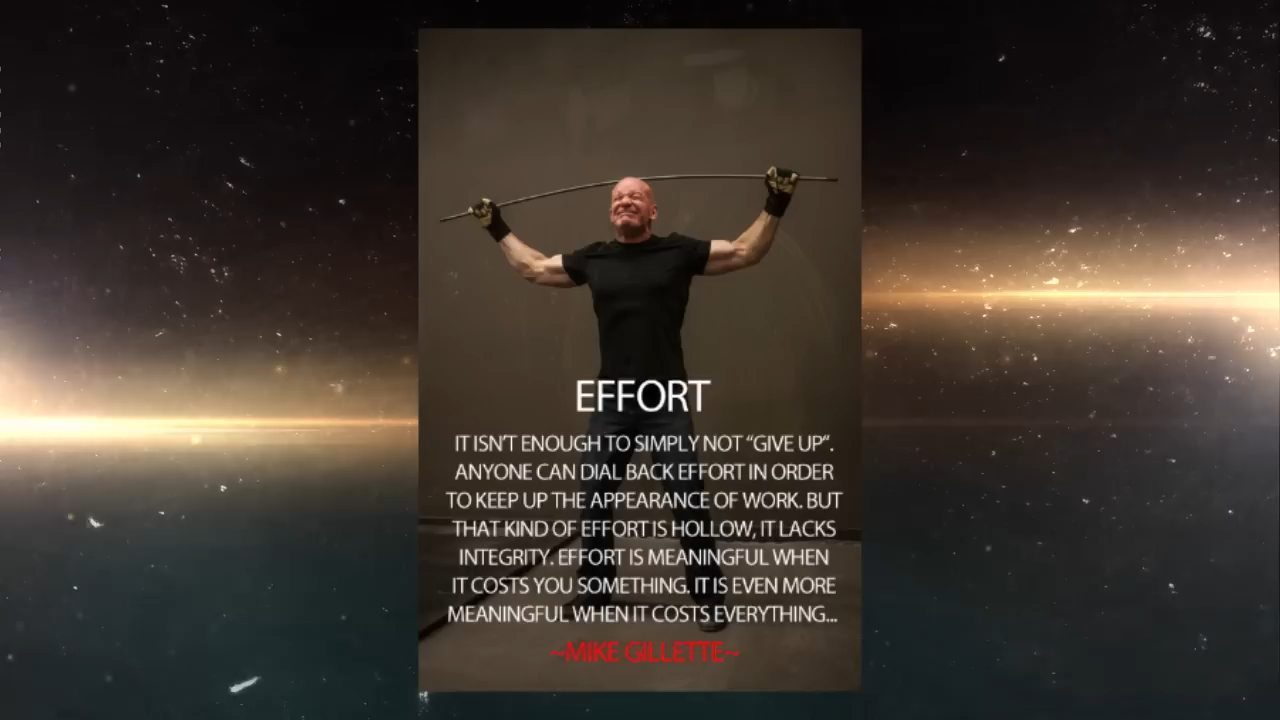 EFFORT
IT ISN'T ENOUGH TO SIMPLY NOT "GIVE UP".
ANYONE CAN DIAL BACK EFFORT IN ORDER
TO KEEP UP THE APPEARANCE OF WORK. BUT
THAT KIND OF EFFORT IS HOLLOW, IT LACKS
INTEGRITY. EFFORT IS MEANINGFUL WHEN
IT COSTS YOU SOMETHING. IT IS EVEN MORE
MEANINGFUL WHEN IT COSTS EVERYTHING...
~MIKE GILLETTE~